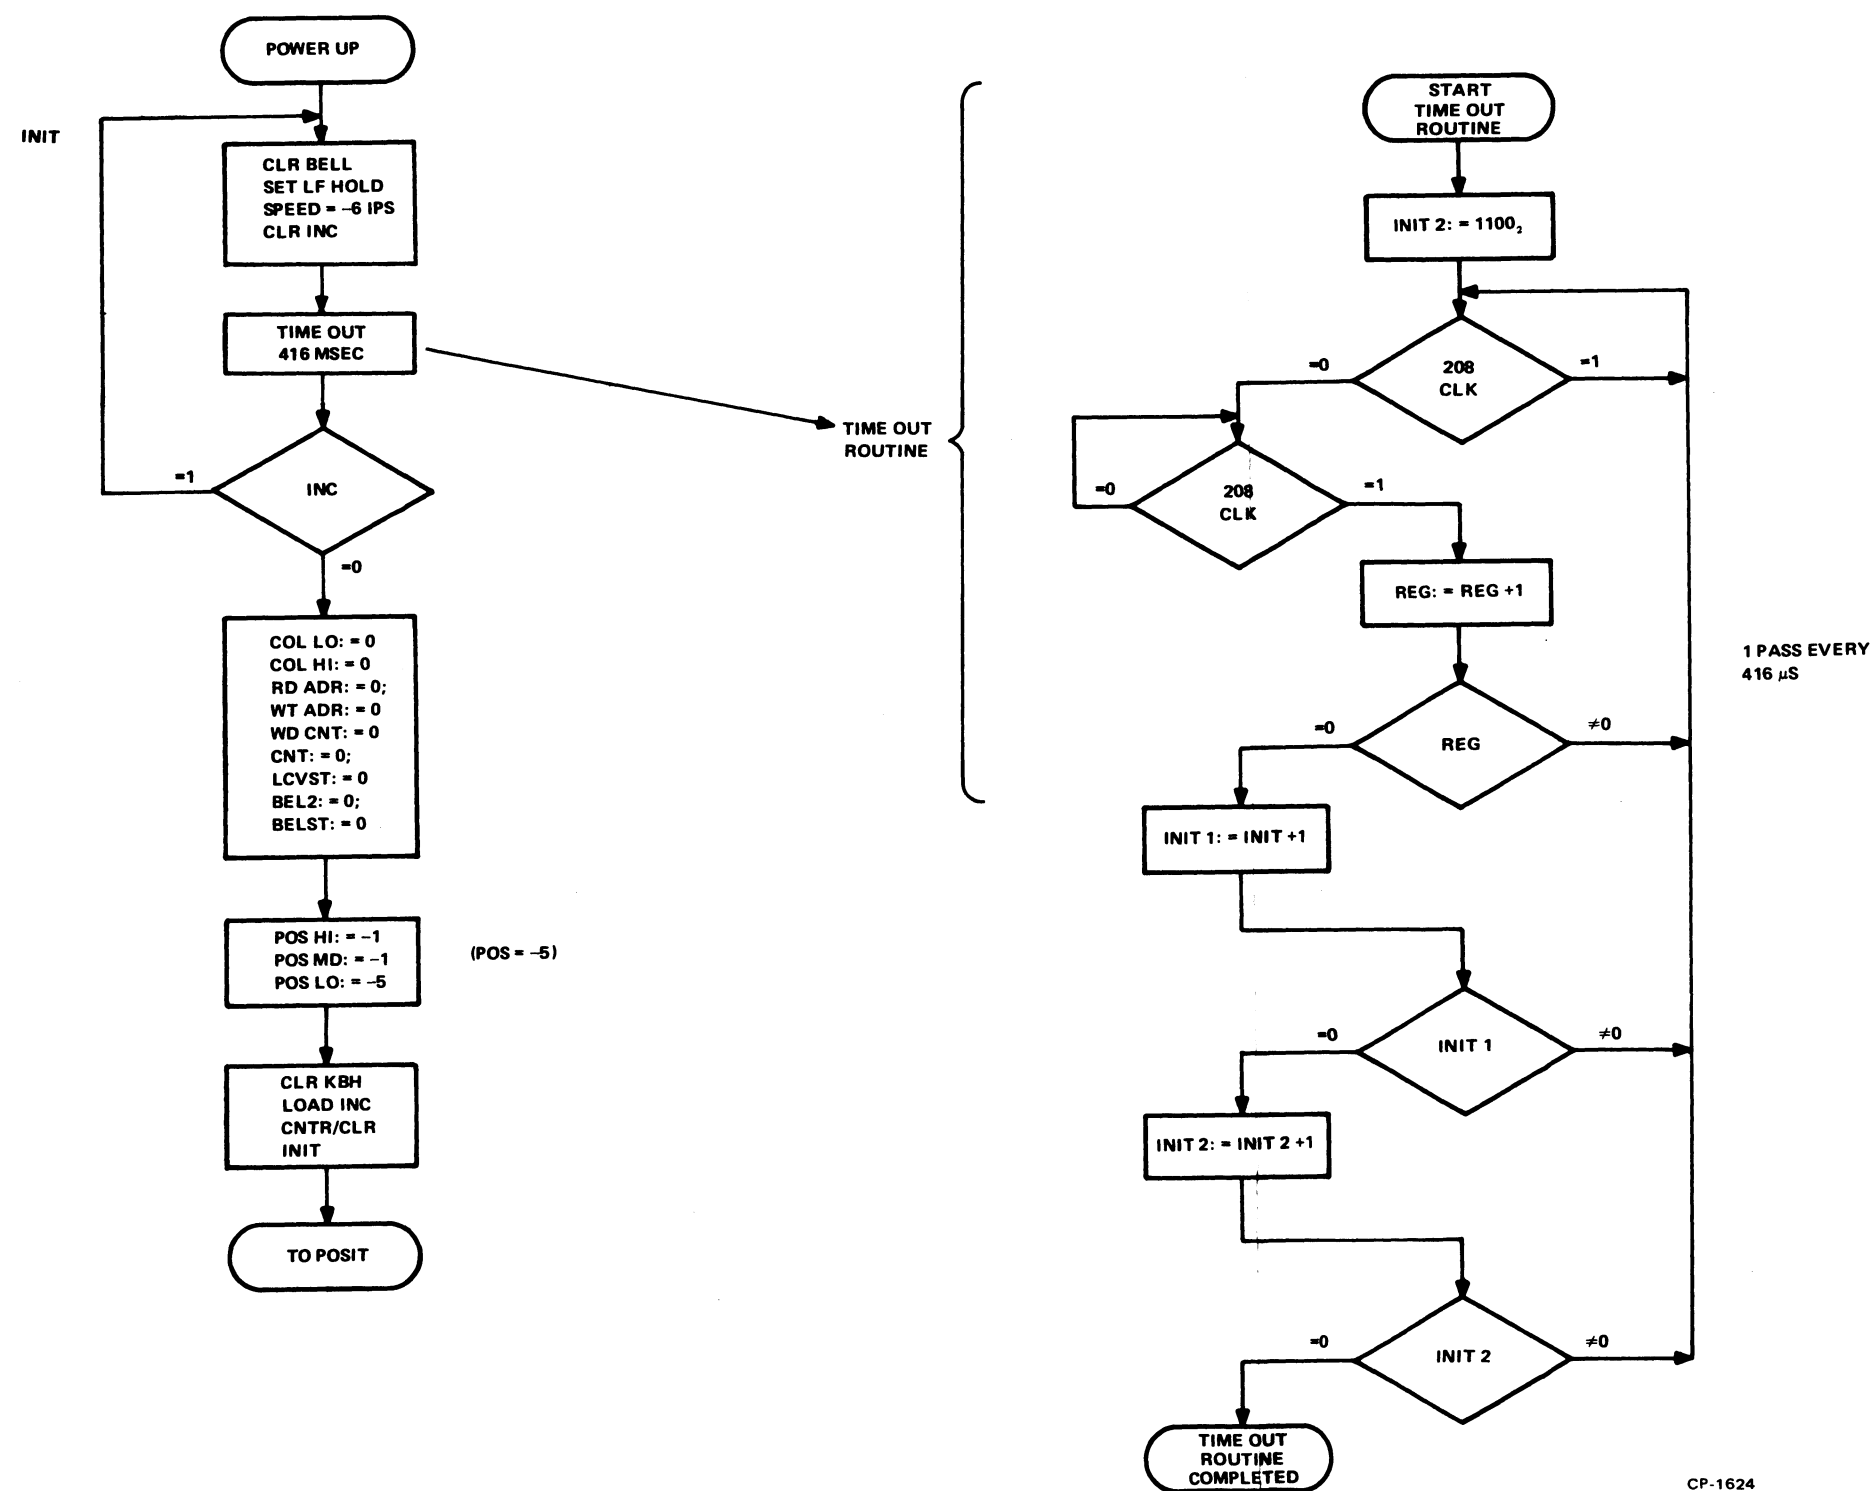 POWER UP
INIT
CLR BELL
SET LF HOLD
SPEED = –6 IPS
CLR INC
TIME OUT
416 MSEC
=1
INC
=0
COL LO: = 0
COL HI: = 0
RD ADR: = 0;
WT ADR: = 0
WD CNT: = 0
CNT: = 0;
LCVST: = 0
BEL2: = 0;
BELST: = 0
POS HI: = –1
POS MD: = –1
POS LO: = –5
(POS = –5)
CLR KBH
LOAD INC
CNTR/CLR
INIT
TO POSIT
TIME OUT
ROUTINE
START
TIME OUT
ROUTINE
INIT 2: = 1100₂
=0
208
CLK
=1
=0
208
CLK
=1
REG: = REG +1
1 PASS EVERY
416 µS
=0
REG
≠0
INIT 1: = INIT +1
=0
INIT 1
≠0
INIT 2: = INIT 2 +1
=0
INIT 2
≠0
TIME OUT
ROUTINE
COMPLETED
CP-1624